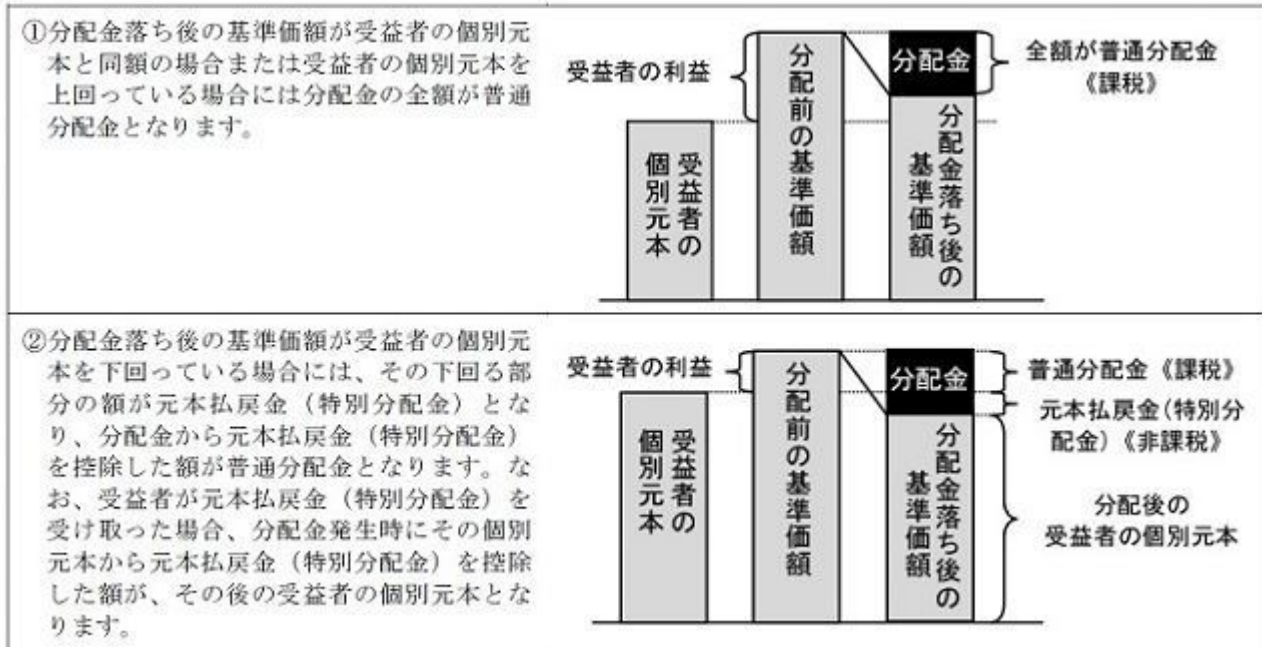 ①分配金落ち後の基準価額が受益者の個別元
本と同額の場合または受益者の個別元本を
上回っている場合には分配金の全額が普通
分配金となります。
受益者の利益
受益者の
個別元本
分配前の基準価額
分配金
分配金落ち後の
基準価額
全額が普通分配金
《課税》
②分配金落ち後の基準価額が受益者の個別元
本を下回っている場合には、その下回る部
分の額が元本払戻金（特別分配金）とな
り、分配金から元本払戻金（特別分配金）
を控除した額が普通分配金となります。な
お、受益者が元本払戻金（特別分配金）を
受け取った場合、分配金発生時にその個別
元本から元本払戻金（特別分配金）を控除
した額が、その後の受益者の個別元本とな
ります。
受益者の利益
受益者の
個別元本
分配前の基準価額
分配金
分配金落ち後の
基準価額
普通分配金《課税》
元本払戻金（特別分
配金）《非課税》
分配後の
受益者の個別元本